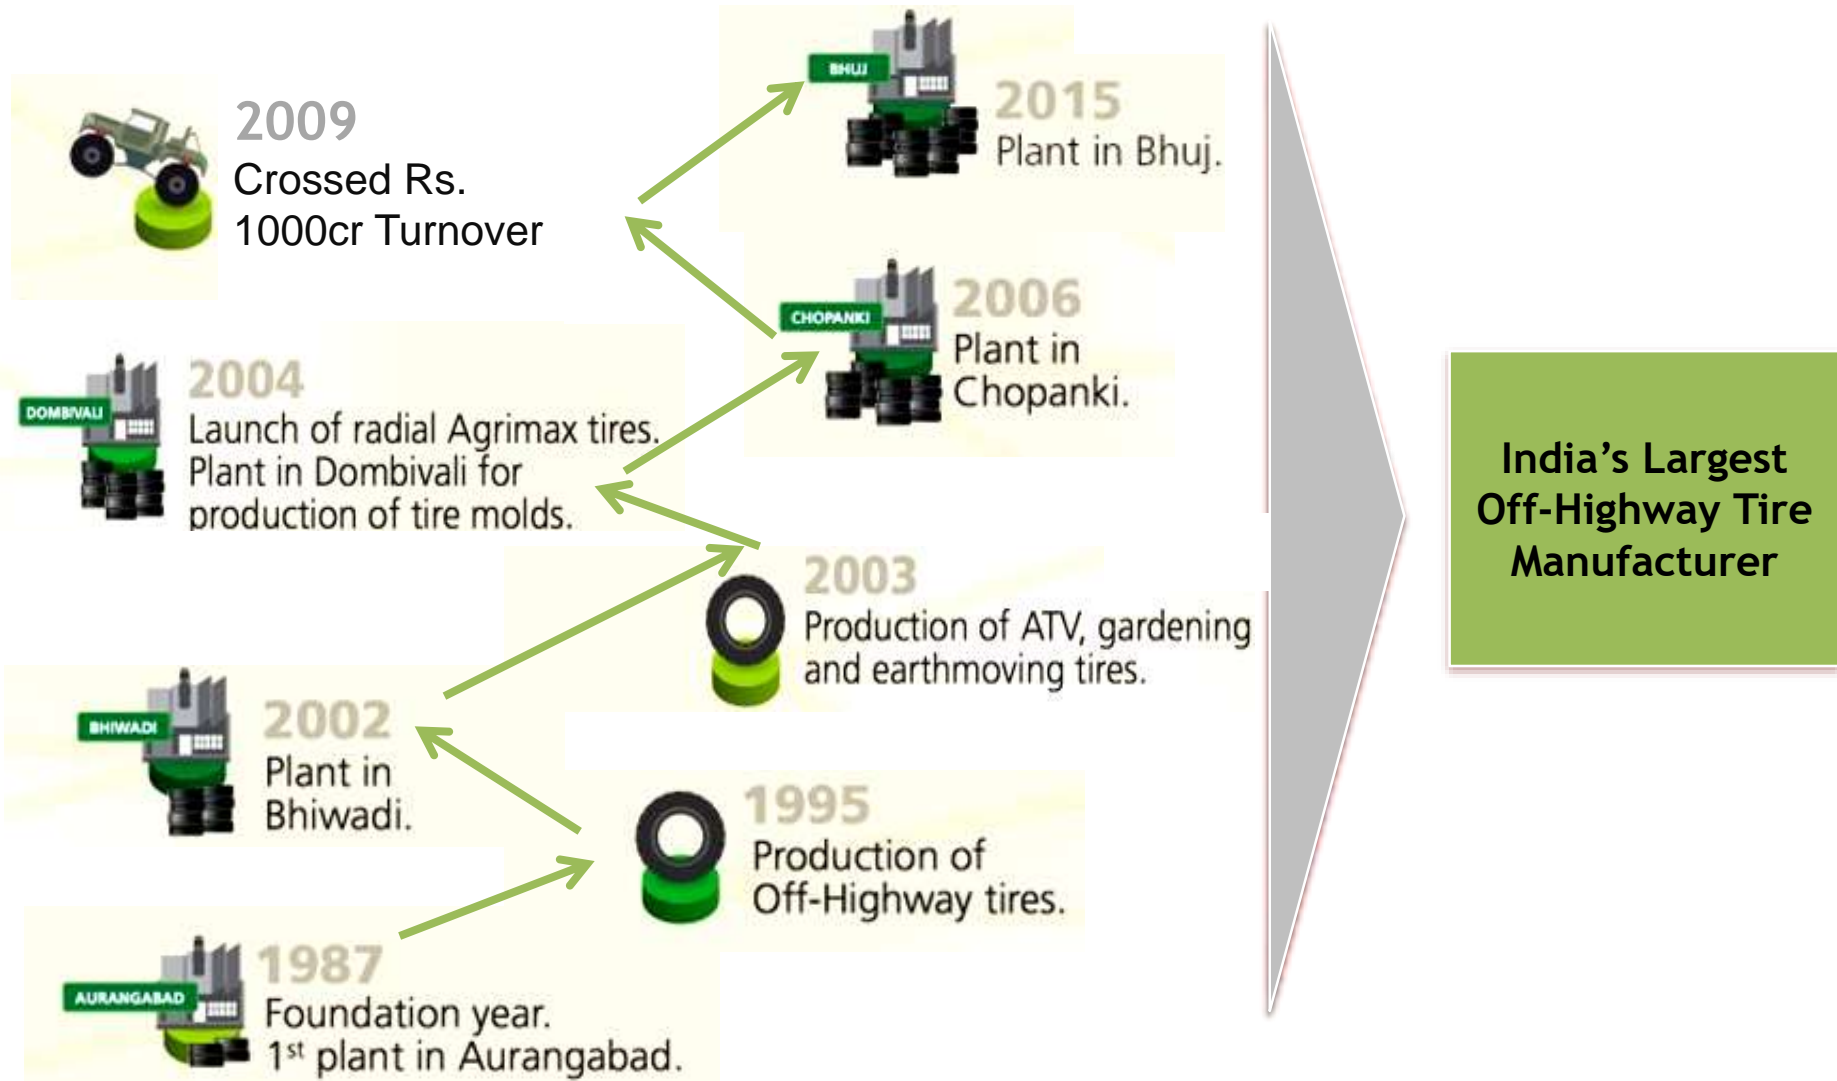 BHUJ
2015
Plant in Bhuj.
2009
Crossed Rs.
1000cr Turnover
CHOPANKI
2006
Plant in
Chopanki.
DOMBIVALI
2004
Launch of radial Agrimax tires.
Plant in Dombivali for
production of tire molds.
2003
Production of ATV, gardening
and earthmoving tires.
BHIWADI
2002
Plant in
Bhiwadi.
1995
Production of
Off-Highway tires.
AURANGABAD
1987
Foundation year.
1st plant in Aurangabad.
India’s Largest
Off-Highway Tire
Manufacturer